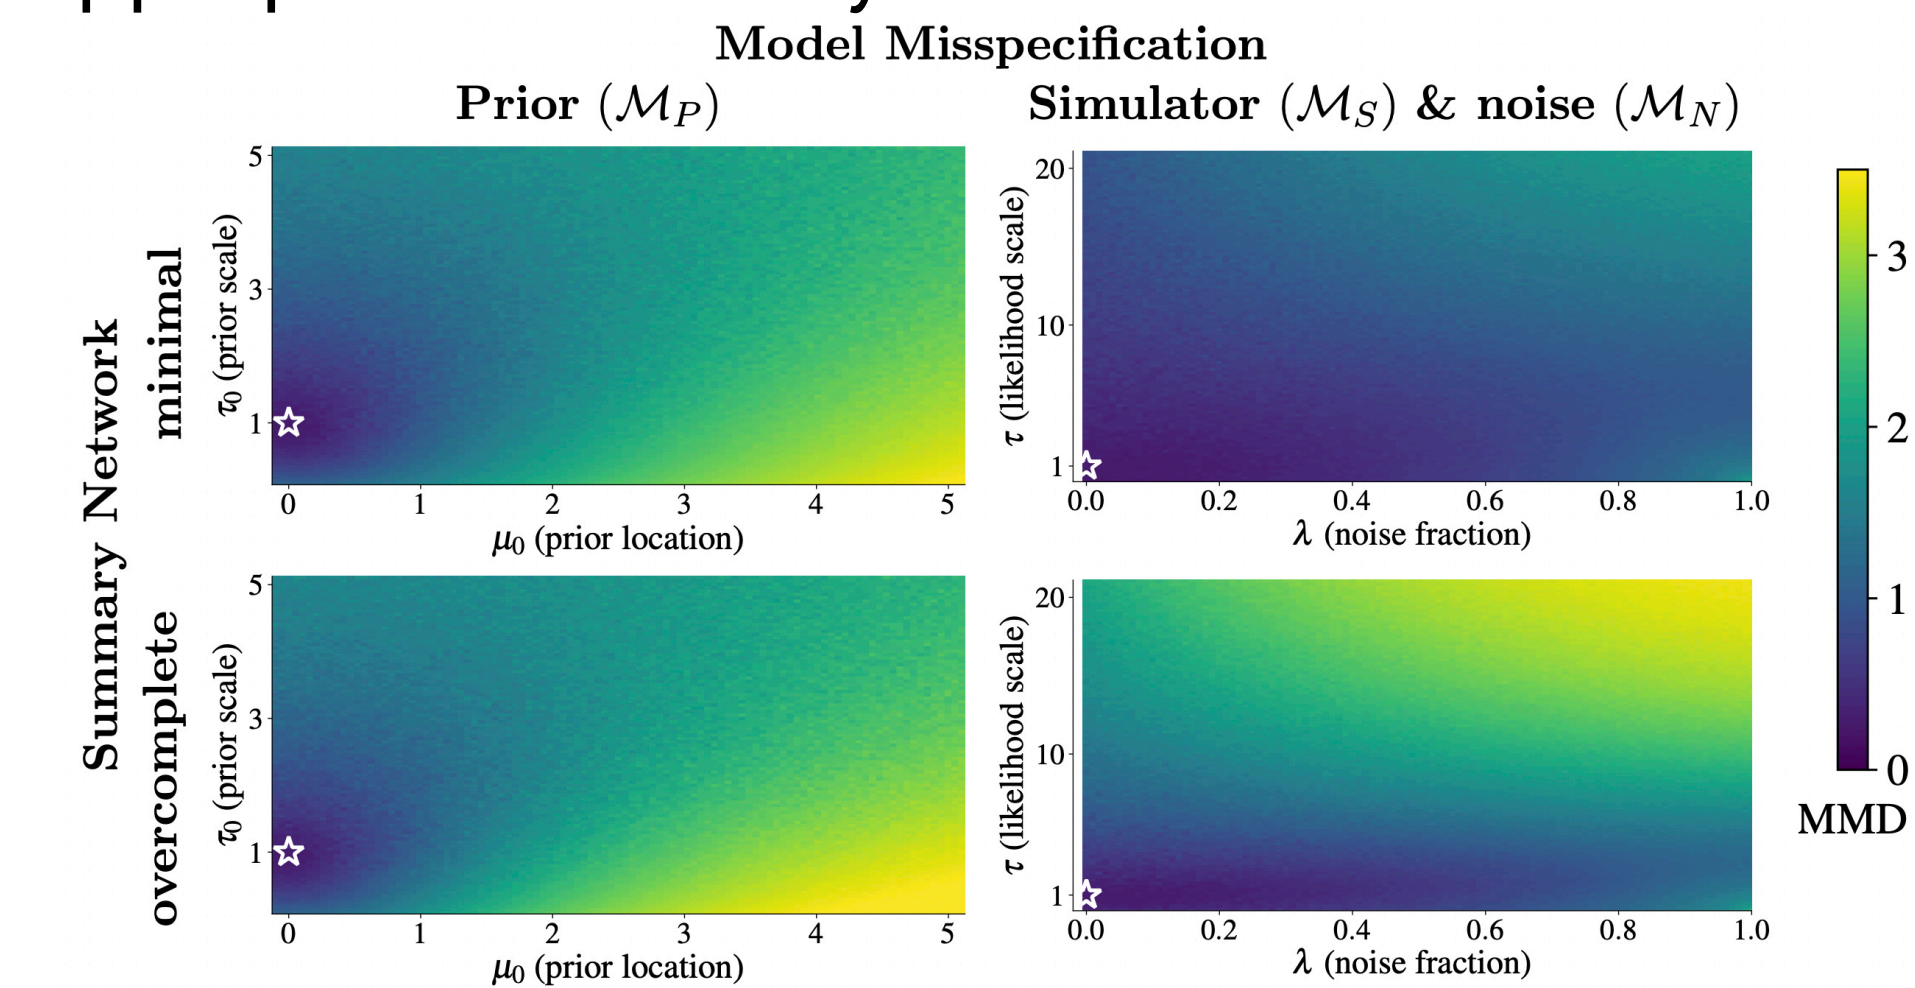 Model Misspecification
Prior (ℳ_P)
Simulator (ℳ_S) & noise (ℳ_N)
Summary Network
minimal
overcomplete
τ₀ (prior scale)
5
3
1
0 1 2 3 4 5
μ₀ (prior location)
τ (likelihood scale)
20
10
1
0.0 0.2 0.4 0.6 0.8 1.0
λ (noise fraction)
τ₀ (prior scale)
5
3
1
0 1 2 3 4 5
μ₀ (prior location)
τ (likelihood scale)
20
10
1
0.0 0.2 0.4 0.6 0.8 1.0
λ (noise fraction)
3
2
1
0
MMD